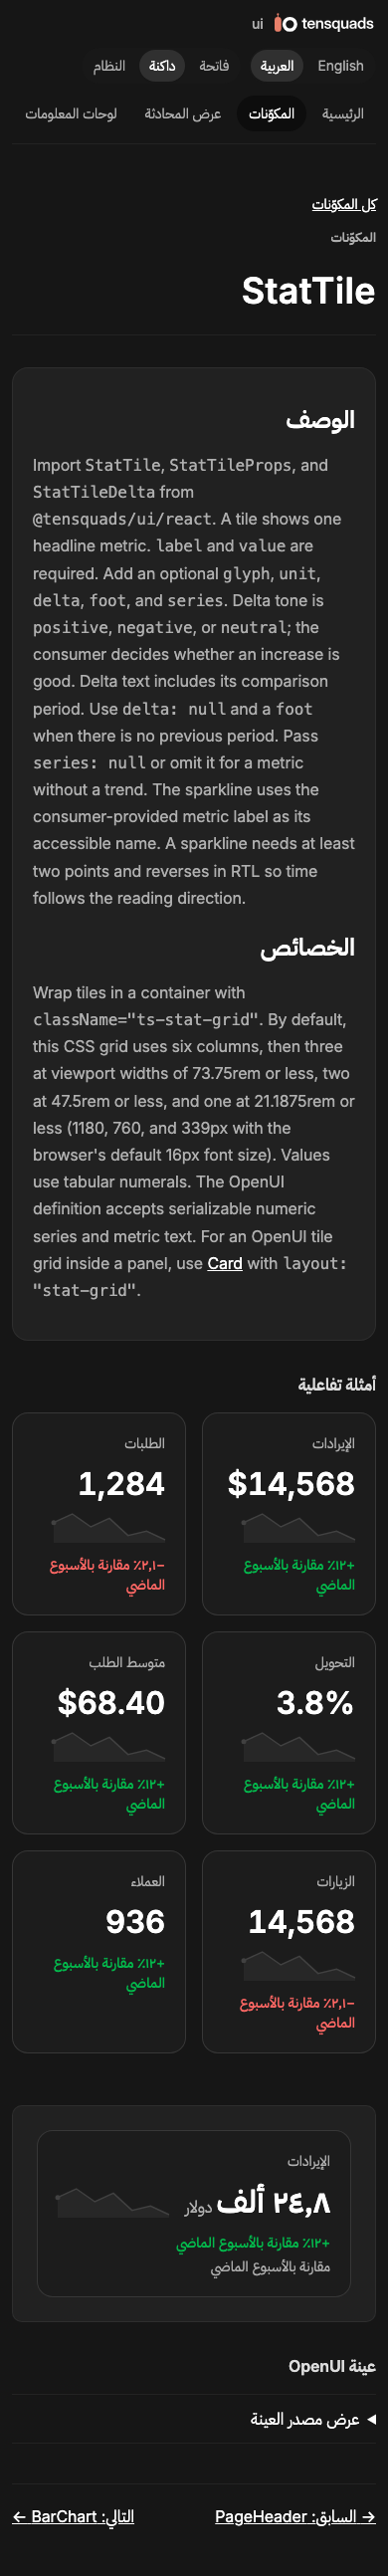 tensquads ui
English العربية فاتحة داكنة النظام
الرئيسية المكوّنات عرض المحادثة لوحات المعلومات
كل المكوّنات
المكوّنات
StatTile
الوصف
Import StatTile, StatTileProps, and
StatTileDelta from
@tensquads/ui/react. A tile shows one
headline metric. label and value are
required. Add an optional glyph, unit,
delta, foot, and series. Delta tone is
positive, negative, or neutral; the
consumer decides whether an increase is
good. Delta text includes its comparison
period. Use delta: null and a foot
when there is no previous period. Pass
series: null or omit it for a metric
without a trend. The sparkline uses the
consumer-provided metric label as its
accessible name. A sparkline needs at least
two points and reverses in RTL so time
follows the reading direction.
الخصائص
Wrap tiles in a container with
className="ts-stat-grid". By default,
this CSS grid uses six columns, then three
at viewport widths of 73.75rem or less, two
at 47.5rem or less, and one at 21.1875rem or
less (1180, 760, and 339px with the
browser's default 16px font size). Values
use tabular numerals. The OpenUI
definition accepts serializable numeric
series and metric text. For an OpenUI tile
grid inside a panel, use Card with layout:
"stat-grid".
أمثلة تفاعلية
الإيرادات
$14,568
+١٢٪ مقارنة بالأسبوع
الماضي
الطلبات
1,284
−٢,١٪ مقارنة بالأسبوع
الماضي
التحويل
3.8%
+١٢٪ مقارنة بالأسبوع
الماضي
متوسط الطلب
$68.40
+١٢٪ مقارنة بالأسبوع
الماضي
الزيارات
14,568
−٢,١٪ مقارنة بالأسبوع
الماضي
العملاء
936
+١٢٪ مقارنة بالأسبوع
الماضي
الإيرادات
٢٤,٨ ألف دولار
+١٢٪ مقارنة بالأسبوع الماضي
مقارنة بالأسبوع الماضي
عينة OpenUI
عرض مصدر العينة
→ السابق: PageHeader
التالي: BarChart ←